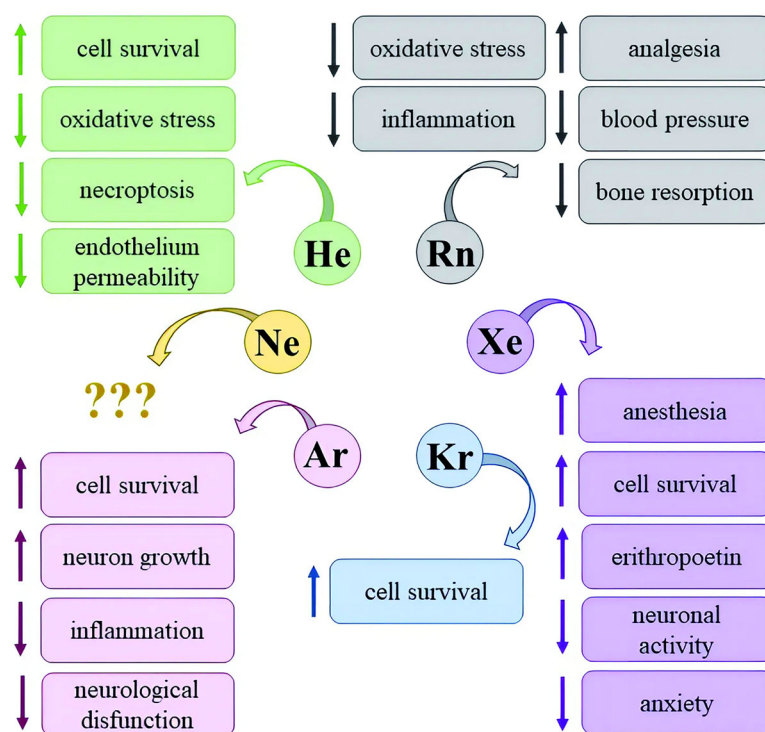 cell survival
oxidative stress
necroptosis
endothelium
permeability
He
oxidative stress
inflammation
analgesia
blood pressure
bone resorption
Rn
Ne
???
Xe
anesthesia
cell survival
erithropoetin
neuronal
activity
anxiety
Ar
cell survival
neuron growth
inflammation
neurological
disfunction
Kr
cell survival